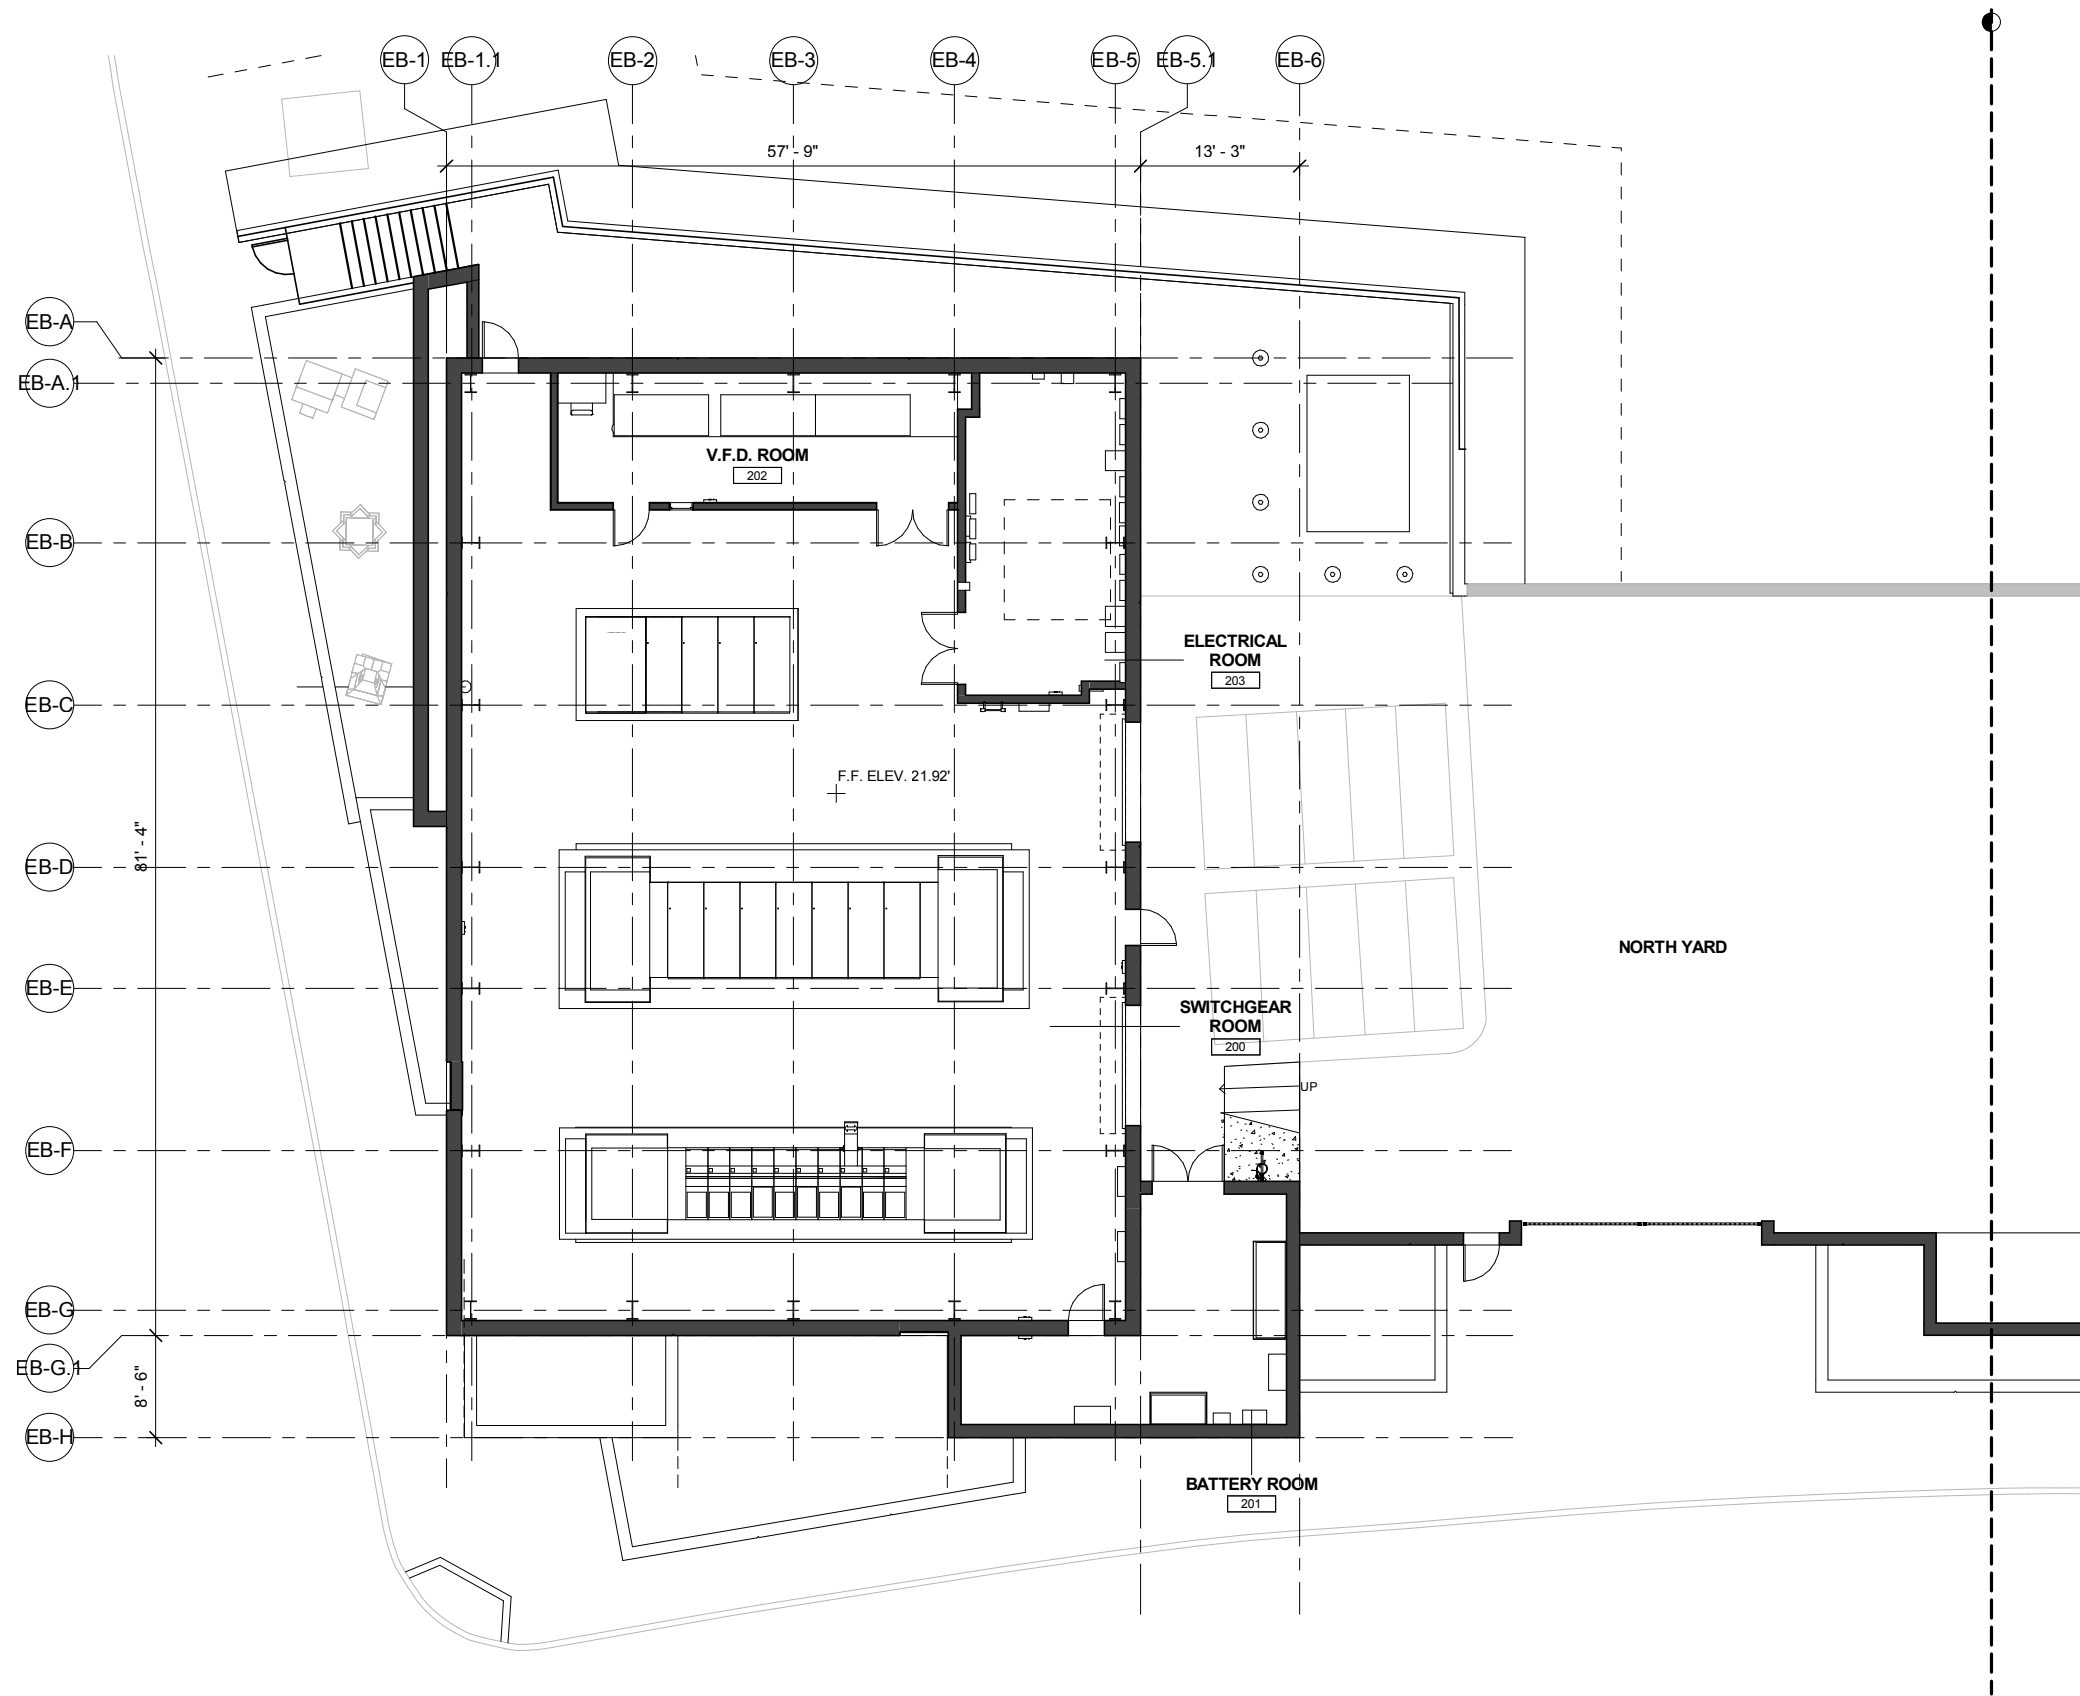 EB-1
EB-1.1
EB-2
EB-3
EB-4
EB-5
EB-5.1
EB-6
57' - 9"
13' - 3"
EB-A
EB-A.1
V.F.D. ROOM
202
EB-B
ELECTRICAL
ROOM
203
EB-C
F.F. ELEV. 21.92'
81' - 4"
EB-D
NORTH YARD
EB-E
SWITCHGEAR
ROOM
200
UP
EB-F
EB-G
EB-G.1
8' - 6"
EB-H
BATTERY ROOM
201